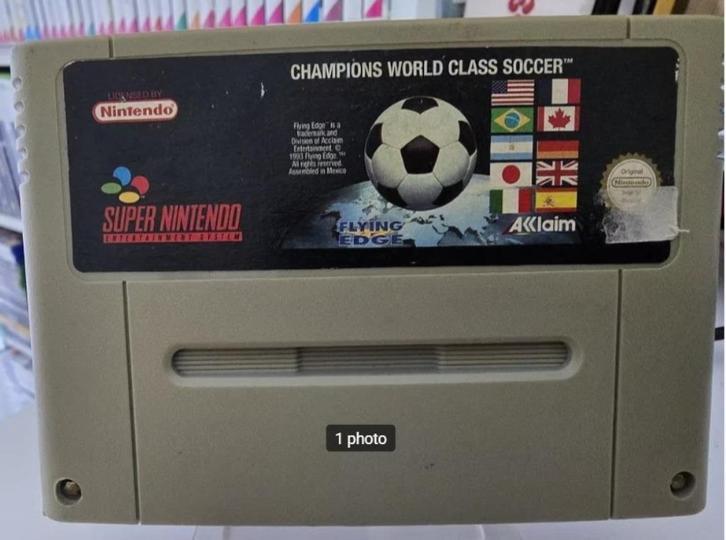 CHAMPIONS WORLD CLASS SOCCER™
LICENSED BY
Nintendo
Flying Edge™ is a
trademark and
Division of Acclaim
Entertainment. ©
1993 Flying Edge.™
All rights reserved.
Assembled in Mexico
SUPER NINTENDO
ENTERTAINMENT SYSTEM
FLYING
EDGE
AKlaim
Original
Nintendo
1 photo